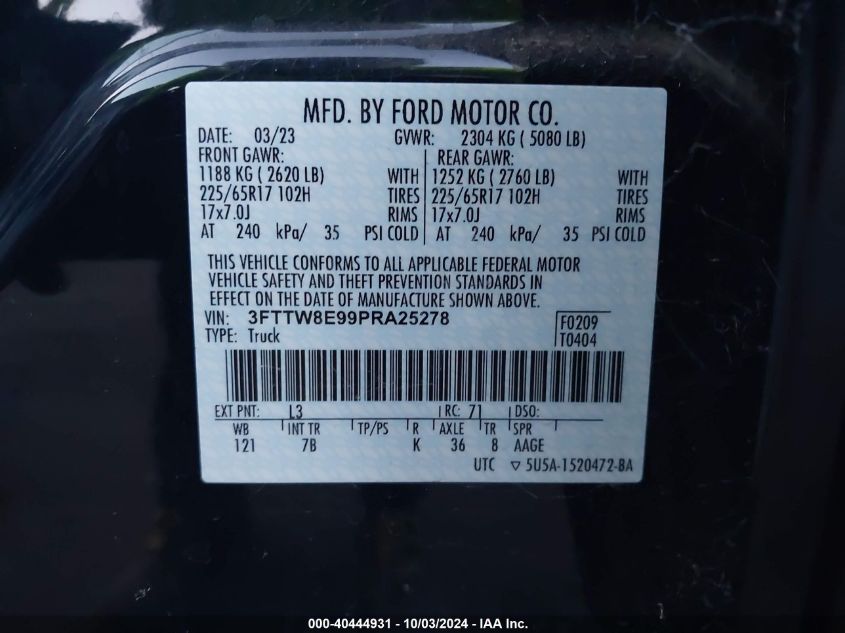 MFD. BY FORD MOTOR CO.
DATE: 03/23 GVWR: 2304 KG ( 5080 LB)
FRONT GAWR: REAR GAWR:
1188 KG ( 2620 LB) WITH 1252 KG ( 2760 LB) WITH
225/65R17 102H TIRES 225/65R17 102H TIRES
17x7.0J RIMS 17x7.0J RIMS
AT 240 kPa/ 35 PSI COLD AT 240 kPa/ 35 PSI COLD
THIS VEHICLE CONFORMS TO ALL APPLICABLE FEDERAL MOTOR
VEHICLE SAFETY AND THEFT PREVENTION STANDARDS IN
EFFECT ON THE DATE OF MANUFACTURE SHOWN ABOVE.
VIN: 3FTTW8E99PRA25278 F0209
TYPE: Truck T0404
EXT PNT: L3 RC: 71 DSO:
WB INT TR TP/PS R AXLE TR SPR
121 7B K 36 8 AAGE
UTC ▽ 5U5A-1520472-BA
000-40444931 - 10/03/2024 - IAA Inc.